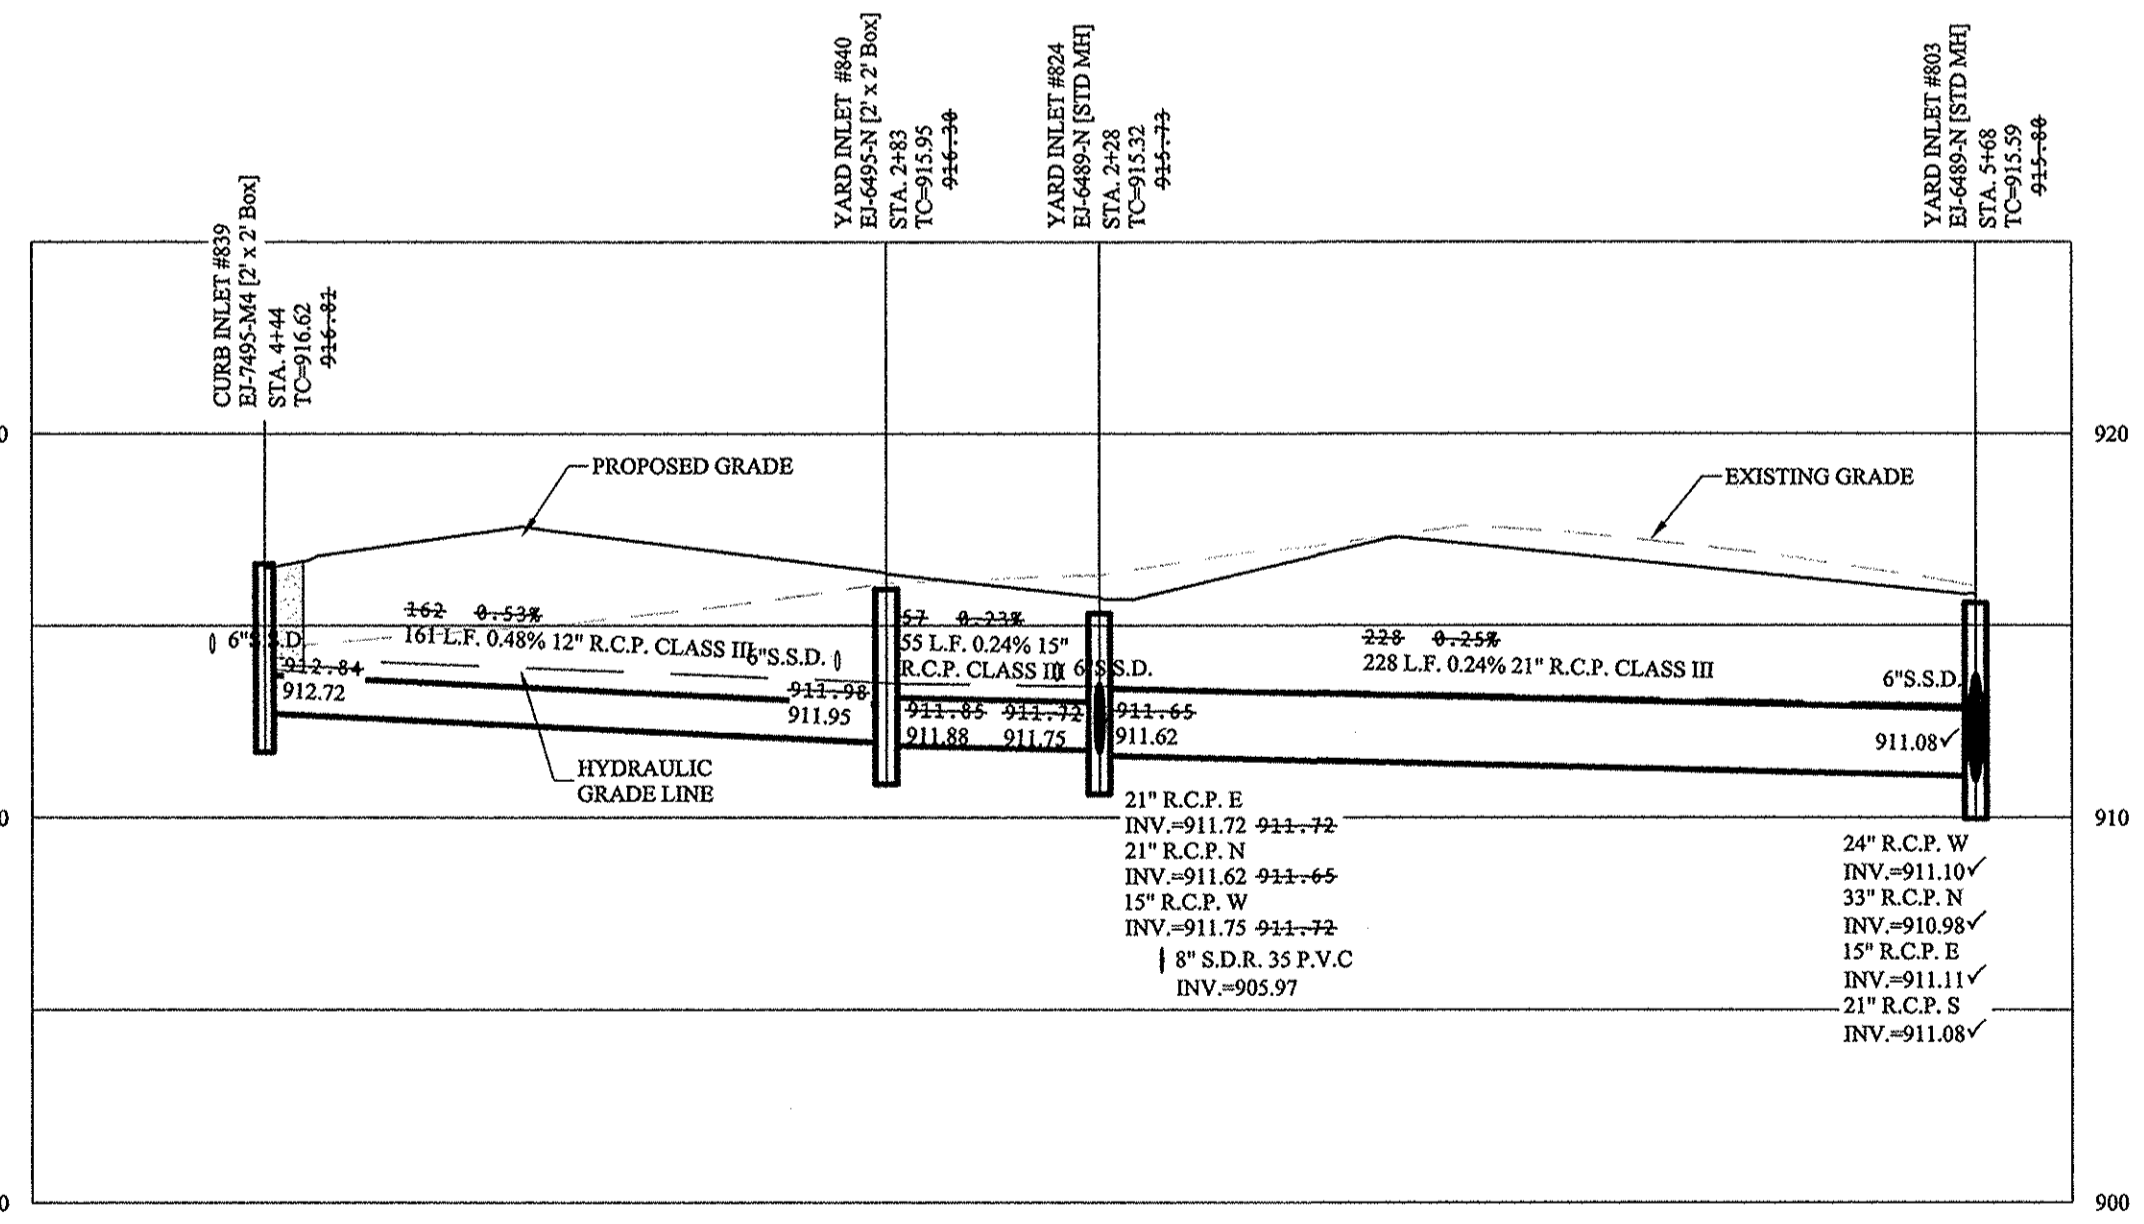 CURB INLET #839
EJ-7495-M4 [2' x 2' Box]
STA. 4+44
TC=916.62
916.81
YARD INLET #840
EJ-6495-N [2' x 2' Box]
STA. 2+83
TC=915.95
916.30
YARD INLET #824
EJ-6489-N [STD MH]
STA. 2+28
TC=915.32
915.73
YARD INLET #803
EJ-6489-N [STD MH]
STA. 5+68
TC=915.59
915.80
0
920
PROPOSED GRADE
EXISTING GRADE
162 0.53%
161 L.F. 0.48% 12" R.C.P. CLASS III
6"S.S.D.
6"S.S.D.
57 0.23%
55 L.F. 0.24% 15"
R.C.P. CLASS III
6"S.S.D.
228 0.25%
228 L.F. 0.24% 21" R.C.P. CLASS III
6"S.S.D.
912.84
912.72
911.98
911.95
911.85
911.88
911.72
911.75
911.65
911.62
911.08✓
HYDRAULIC
GRADE LINE
0
910
21" R.C.P. E
INV.=911.72 911.72
21" R.C.P. N
INV.=911.62 911.65
15" R.C.P. W
INV.=911.75 911.72
8" S.D.R. 35 P.V.C
INV.=905.97
24" R.C.P. W
INV.=911.10✓
33" R.C.P. N
INV.=910.98✓
15" R.C.P. E
INV.=911.11✓
21" R.C.P. S
INV.=911.08✓
0
900